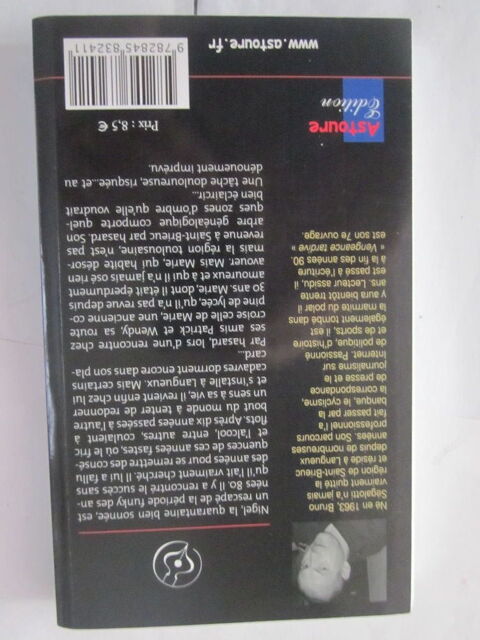 Nigel, la quarantaine bien sonnée, est
un rescapé de la période funky des an-
nées 80. Il y a rencontré le succès sans
qu'il l'ait vraiment cherché. Il lui a fallu
des années pour se remettre des consé-
quences de ces années fastes, où le fric
et l'alcool, entre autres, coulaient à
flots. Après dix années passées à l'autre
bout du monde à tenter de redonner
un sens à sa vie, il revient enfin chez lui
et s'installe à Langueux. Mais certains
cadavres dorment encore dans son pla-
card...
Par hasard, lors d'une rencontre chez
ses amis Patrick et Wendy, sa route
croise celle de Marie, une ancienne co-
pine de lycée, qu'il n'a pas revue depuis
30 ans. Marie, dont il était éperdument
amoureux et à qui il n'a jamais osé rien
avouer. Mais Marie, qui habite désor-
mais la région toulousaine, n'est pas
revenue à Saint-Brieuc par hasard. Son
arbre généalogique comporte quel-
ques zones d'ombre qu'elle voudrait
bien éclaircir...
Une tâche douloureuse, risquée...et au
dénouement imprévu.
Né en 1963, Bruno
Ségalotti n'a jamais
vraiment quitté la
région de Saint-Brieuc
et réside à Langueux
depuis de nombreuses
années. Son parcours
professionnel l'a
fait passer par la
banque, le cyclisme,
la correspondance
de presse et le
journalisme sur
Internet. Passionné
de politique, d'histoire
et de sports, il est
également tombé dans
la marmite du polar il
y aura bientôt trente
ans. Lecteur assidu, il
est passé à l'écriture
à la fin des années 90.
« Vengeance tardive »
est son 7e ouvrage.
Astoure
Édition
Prix : 8,5 €
9 782845 832411
www.astoure.fr